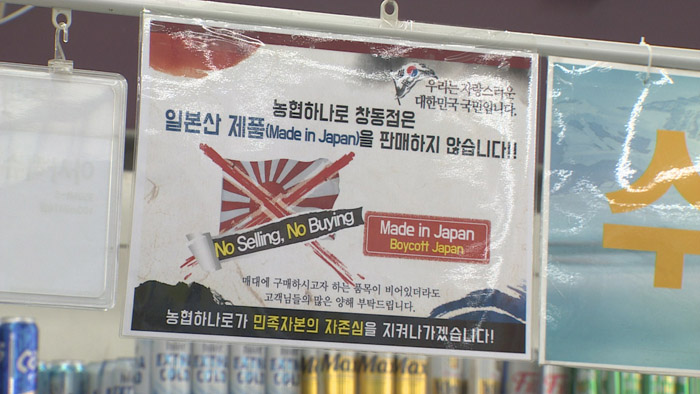 우리는 자랑스러운
대한민국 국민입니다.
농협하나로 창동점은
일본산 제품(Made in Japan)을 판매하지 않습니다!!
No Selling, No Buying
Made in Japan
Boycott Japan
매대에 구매하시고자 하는 품목이 비어있더라도
고객님들의 많은 양해 부탁드립니다.
농협하나로가 민족자본의 자존심을 지켜나가겠습니다!
수
Max Max Max